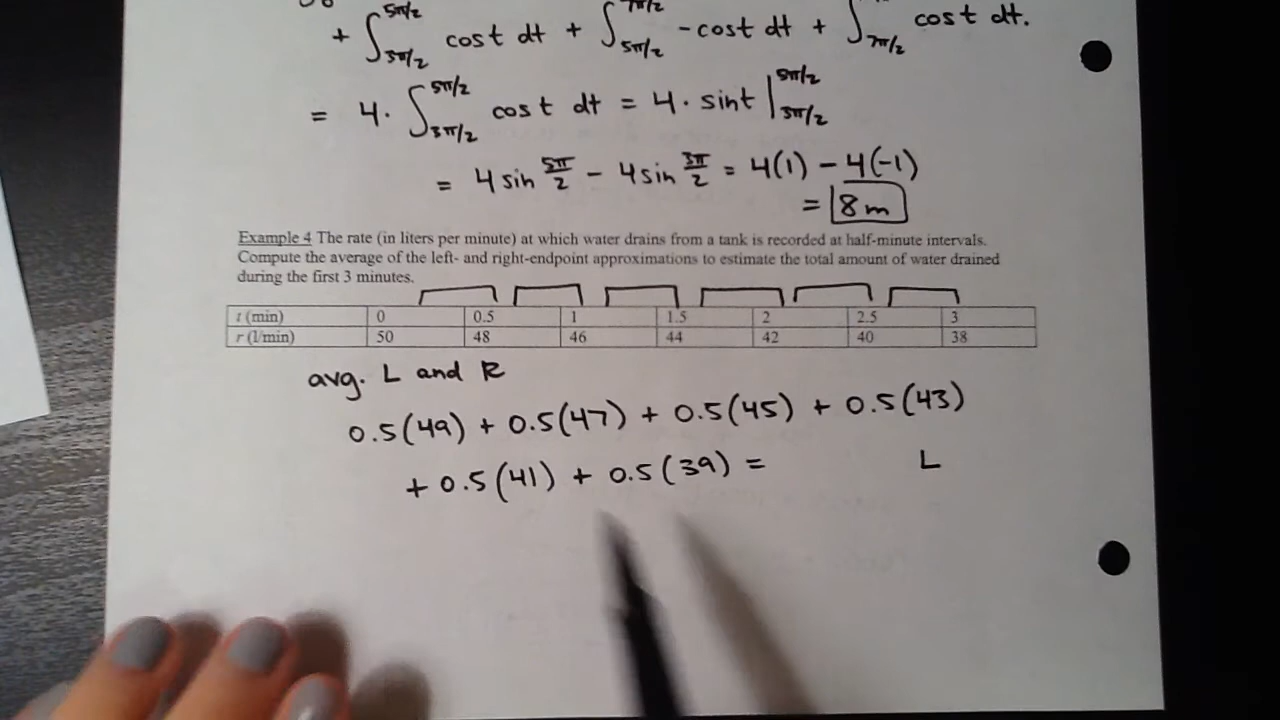 + ∫_{3π/2}^{5π/2} cos t dt + ∫_{5π/2}^{7π/2} -cos t dt + ∫_{7π/2} cos t dt.
= 4 · ∫_{3π/2}^{5π/2} cos t dt = 4 · sin t |_{3π/2}^{5π/2}
= 4 sin 5π/2 - 4 sin 3π/2 = 4(1) - 4(-1)
= 8 m
Example 4 The rate (in liters per minute) at which water drains from a tank is recorded at half-minute intervals.
Compute the average of the left- and right-endpoint approximations to estimate the total amount of water drained
during the first 3 minutes.
t (min) 0 0.5 1 1.5 2 2.5 3
r (l/min) 50 48 46 44 42 40 38
avg. L and R
0.5(49) + 0.5(47) + 0.5(45) + 0.5(43)
+ 0.5(41) + 0.5(39) = L